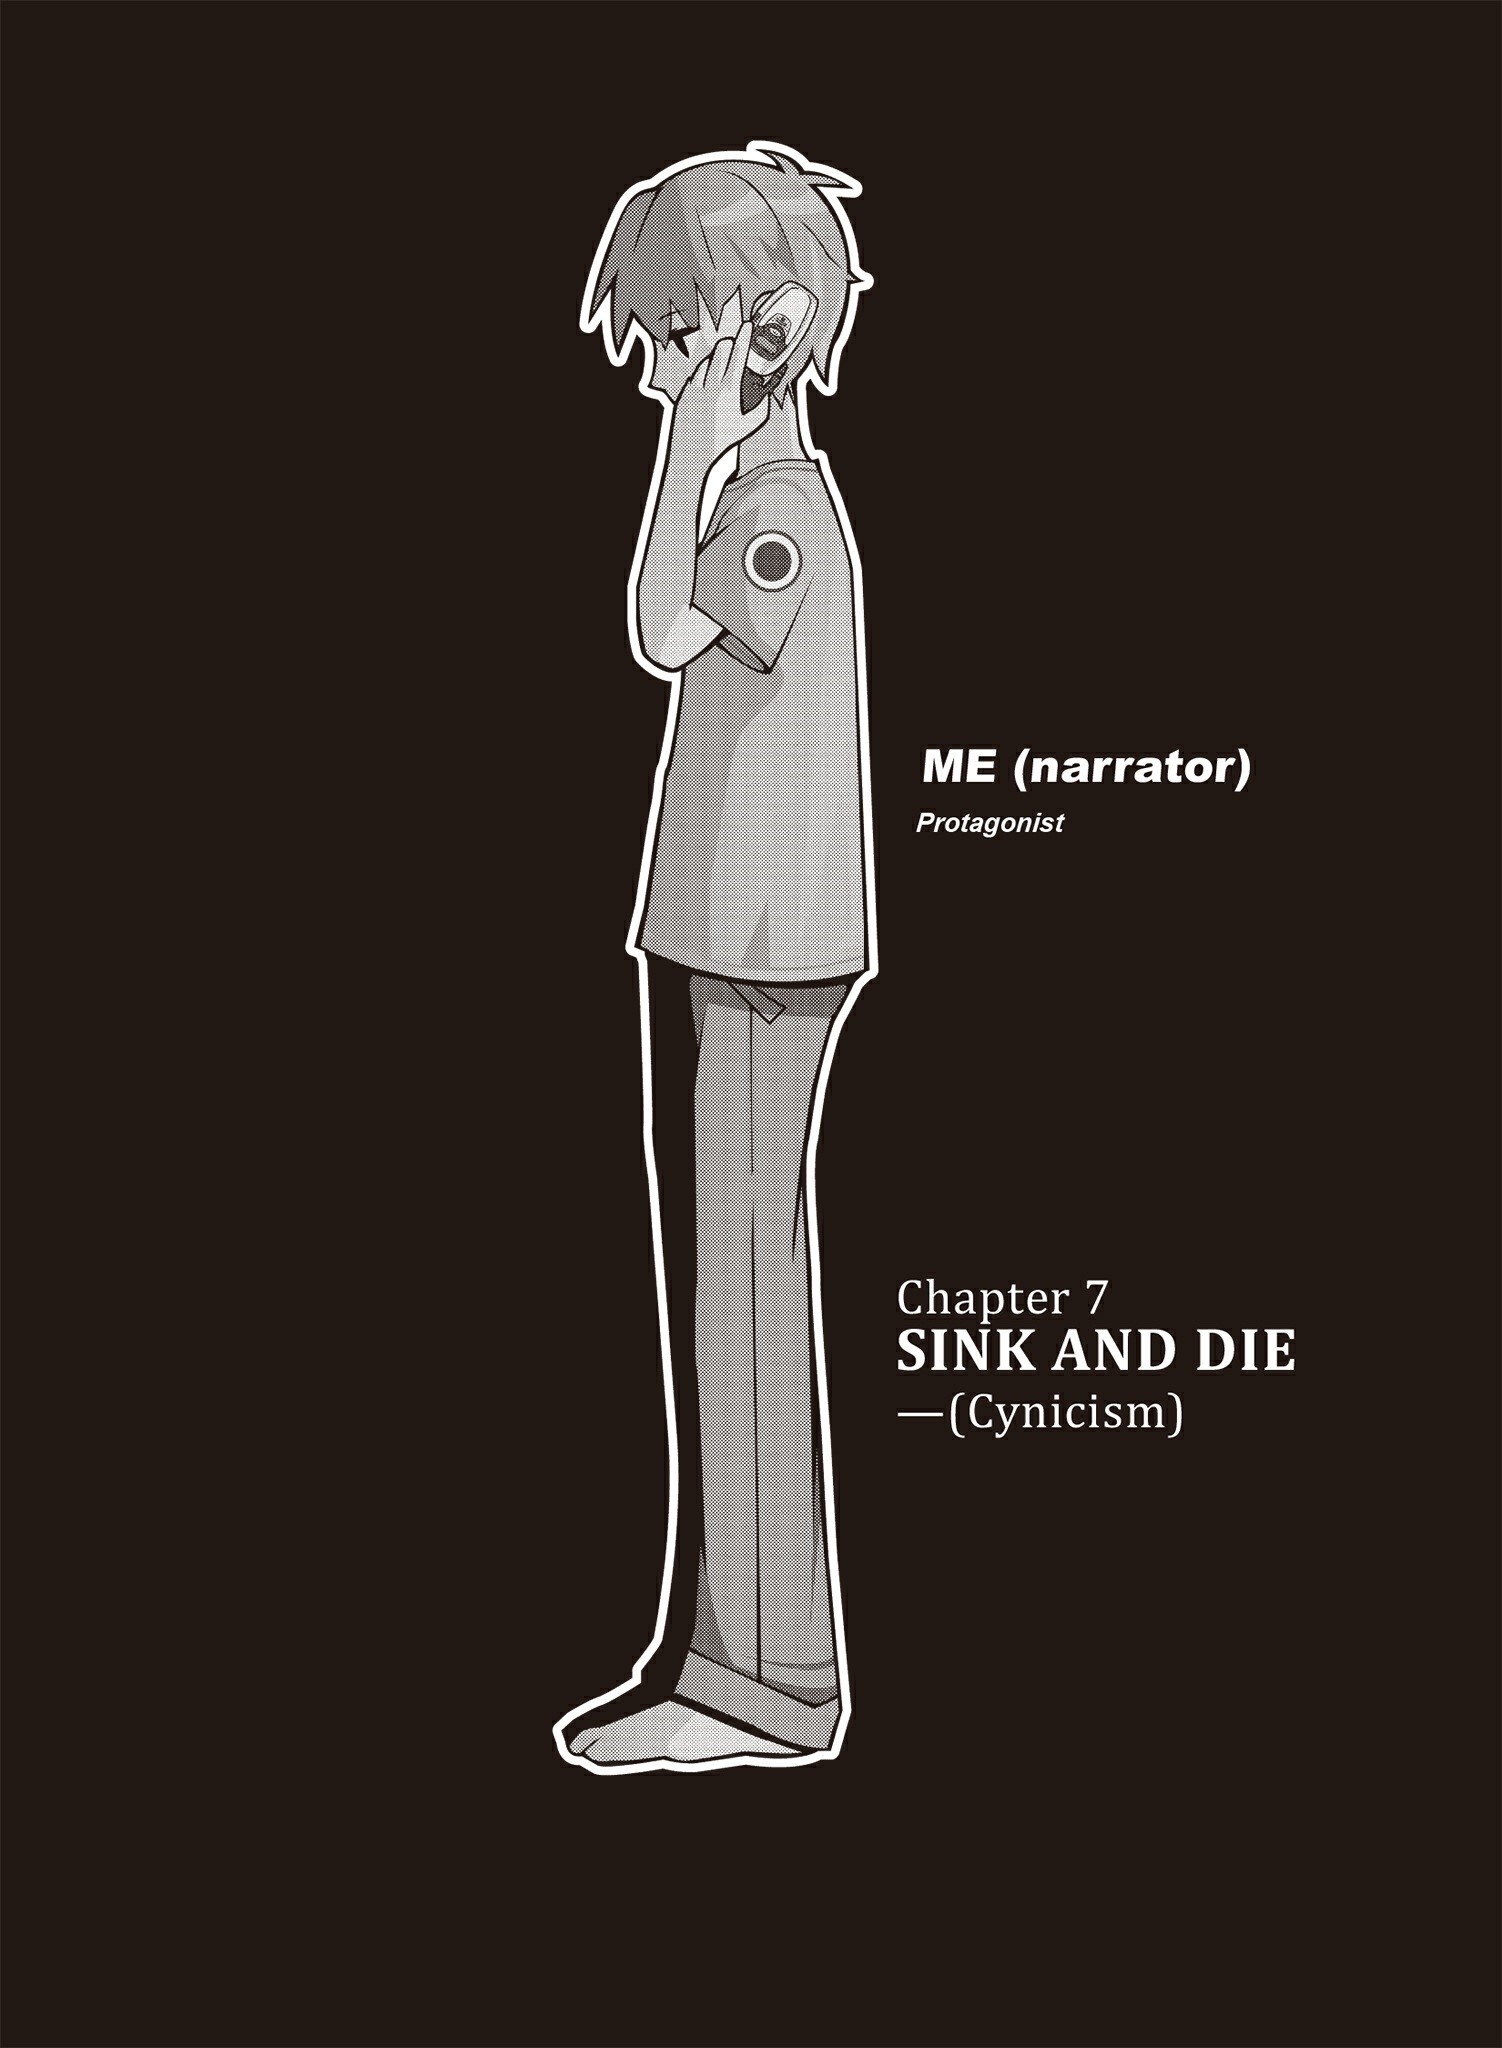 ME (narrator)
Protagonist
Chapter 7
SINK AND DIE
—(Cynicism)